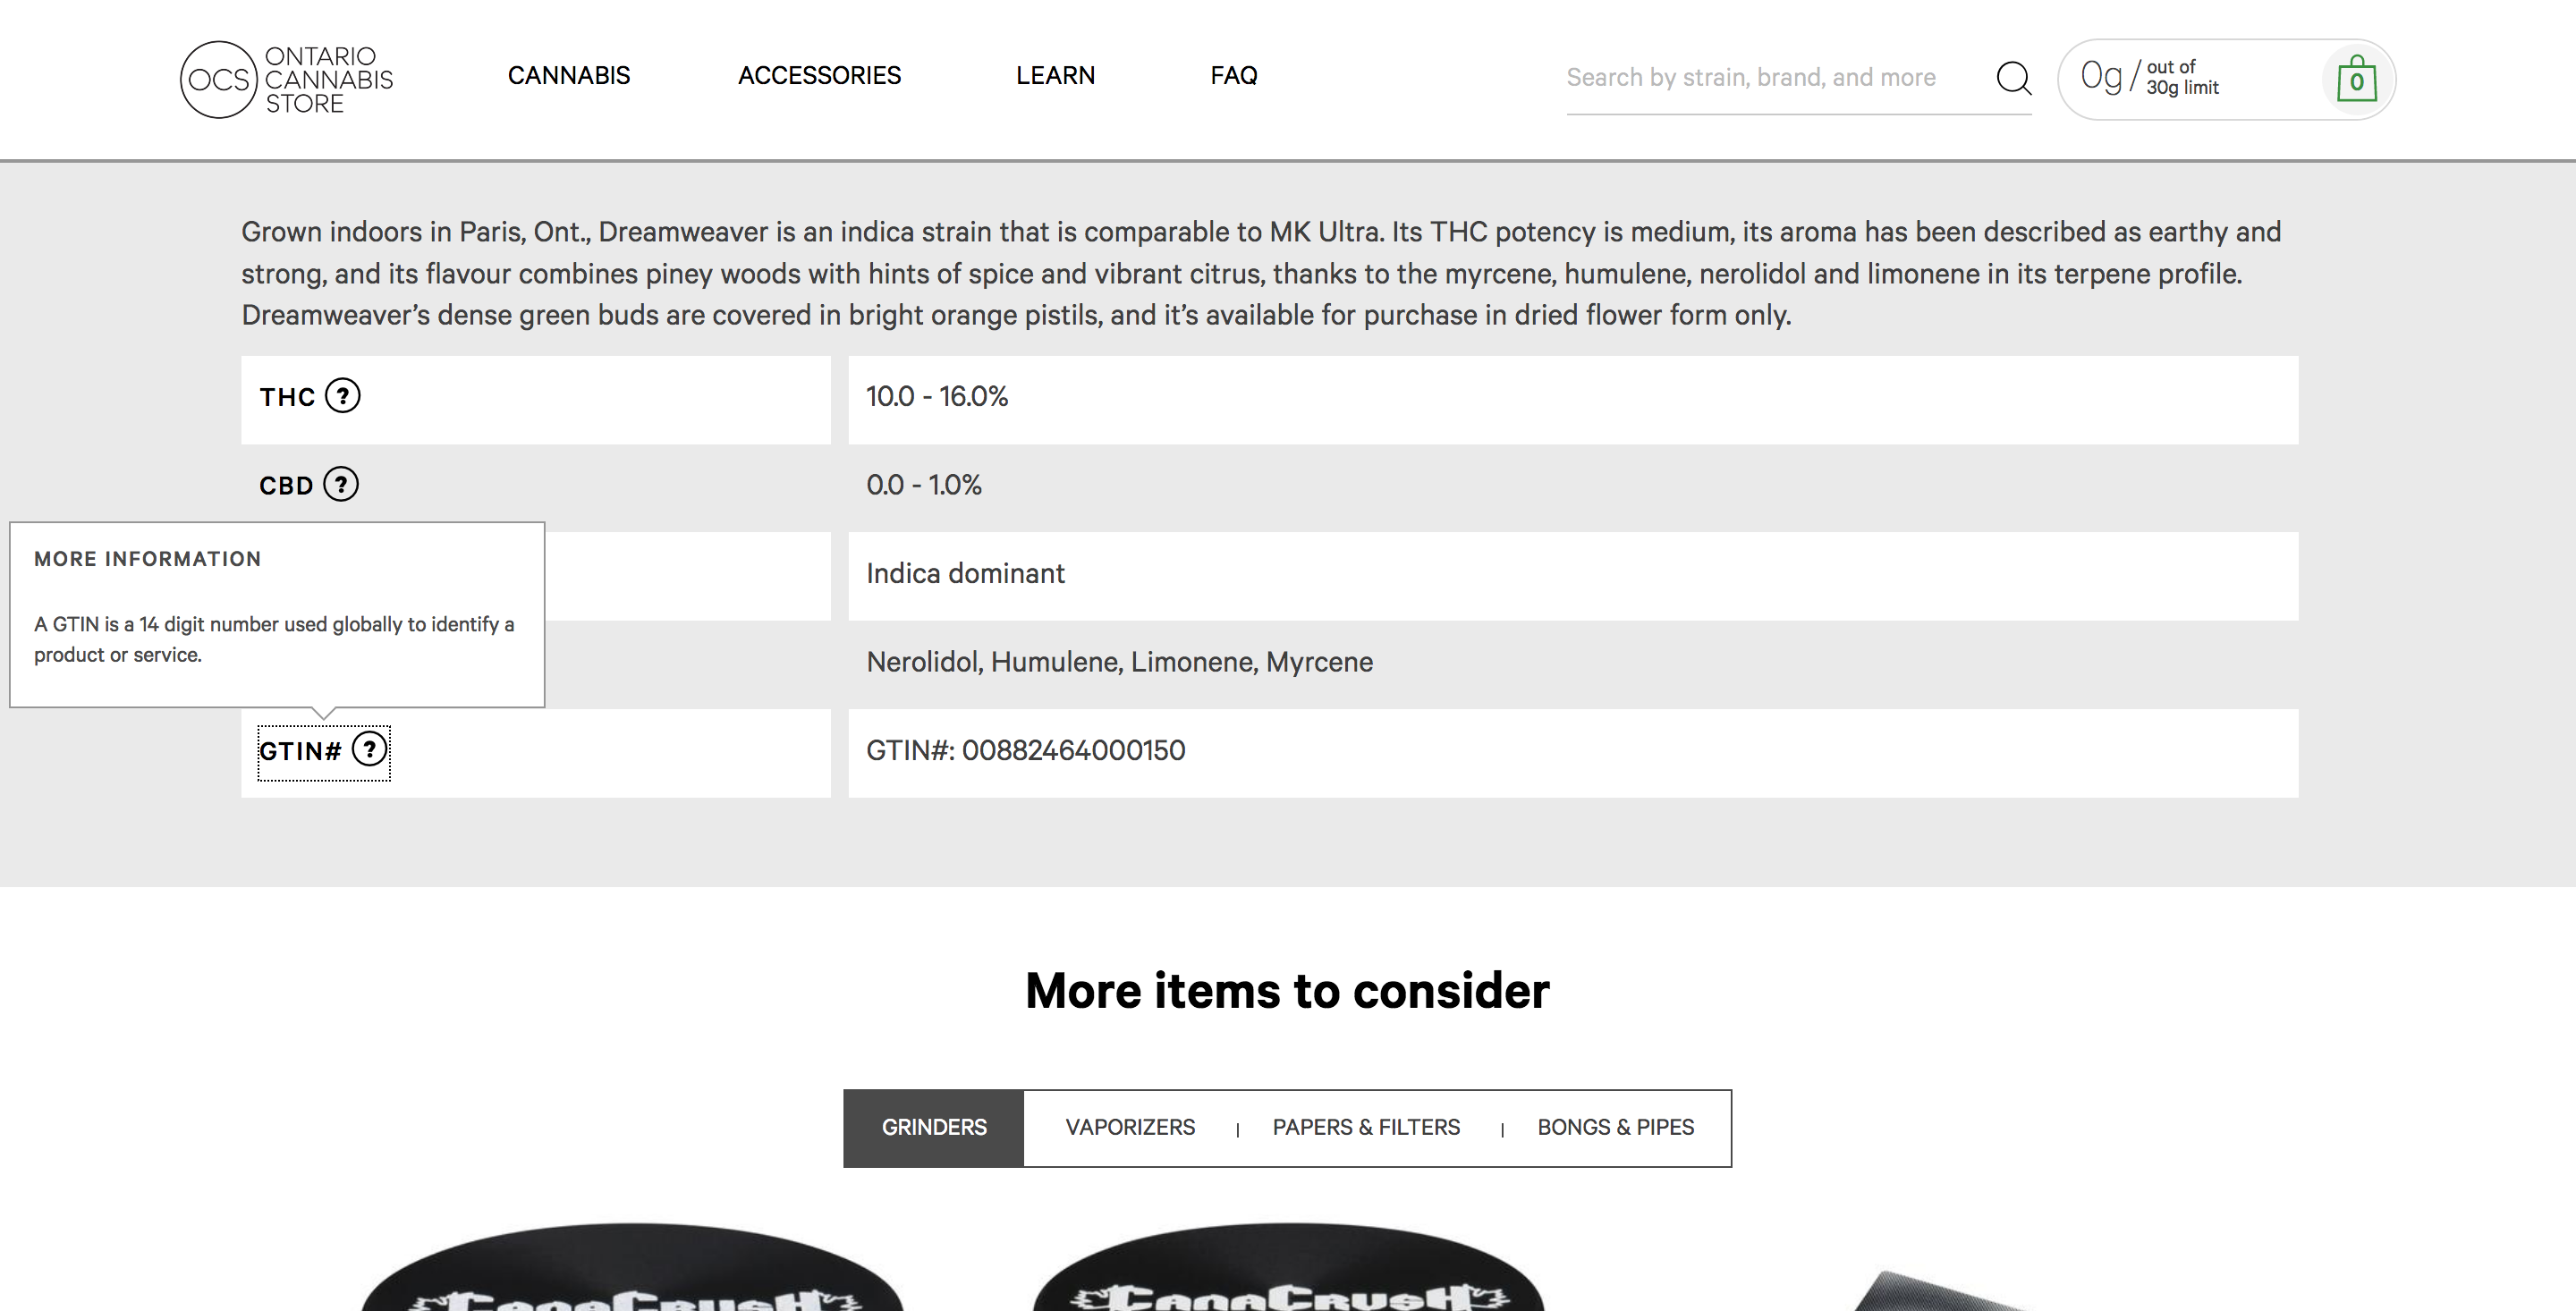 OCS
ONTARIO
CANNABIS
STORE
CANNABIS
ACCESSORIES
LEARN
FAQ
Search by strain, brand, and more
0g / out of
30g limit
0
Grown indoors in Paris, Ont., Dreamweaver is an indica strain that is comparable to MK Ultra. Its THC potency is medium, its aroma has been described as earthy and
strong, and its flavour combines piney woods with hints of spice and vibrant citrus, thanks to the myrcene, humulene, nerolidol and limonene in its terpene profile.
Dreamweaver’s dense green buds are covered in bright orange pistils, and it’s available for purchase in dried flower form only.
THC ?
10.0 - 16.0%
CBD ?
0.0 - 1.0%
MORE INFORMATION
A GTIN is a 14 digit number used globally to identify a
product or service.
Indica dominant
Nerolidol, Humulene, Limonene, Myrcene
GTIN# ?
GTIN#: 00882464000150
More items to consider
GRINDERS
VAPORIZERS
PAPERS & FILTERS
BONGS & PIPES
CANACRUSH
CANACRUSH